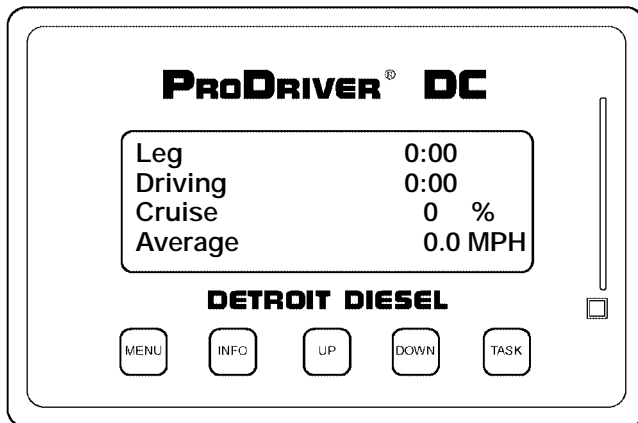 PRODRIVER® DC
Leg 0:00
Driving 0:00
Cruise 0 %
Average 0.0 MPH
DETROIT DIESEL
MENU INFO UP DOWN TASK